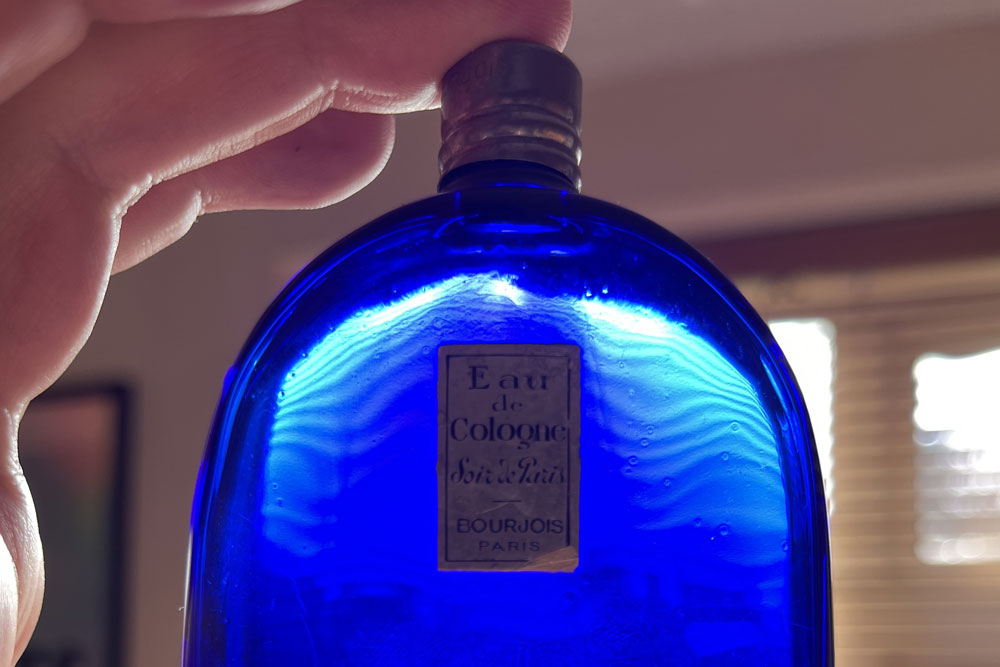 Eau
de
Cologne
Soir de Paris
BOURJOIS
PARIS